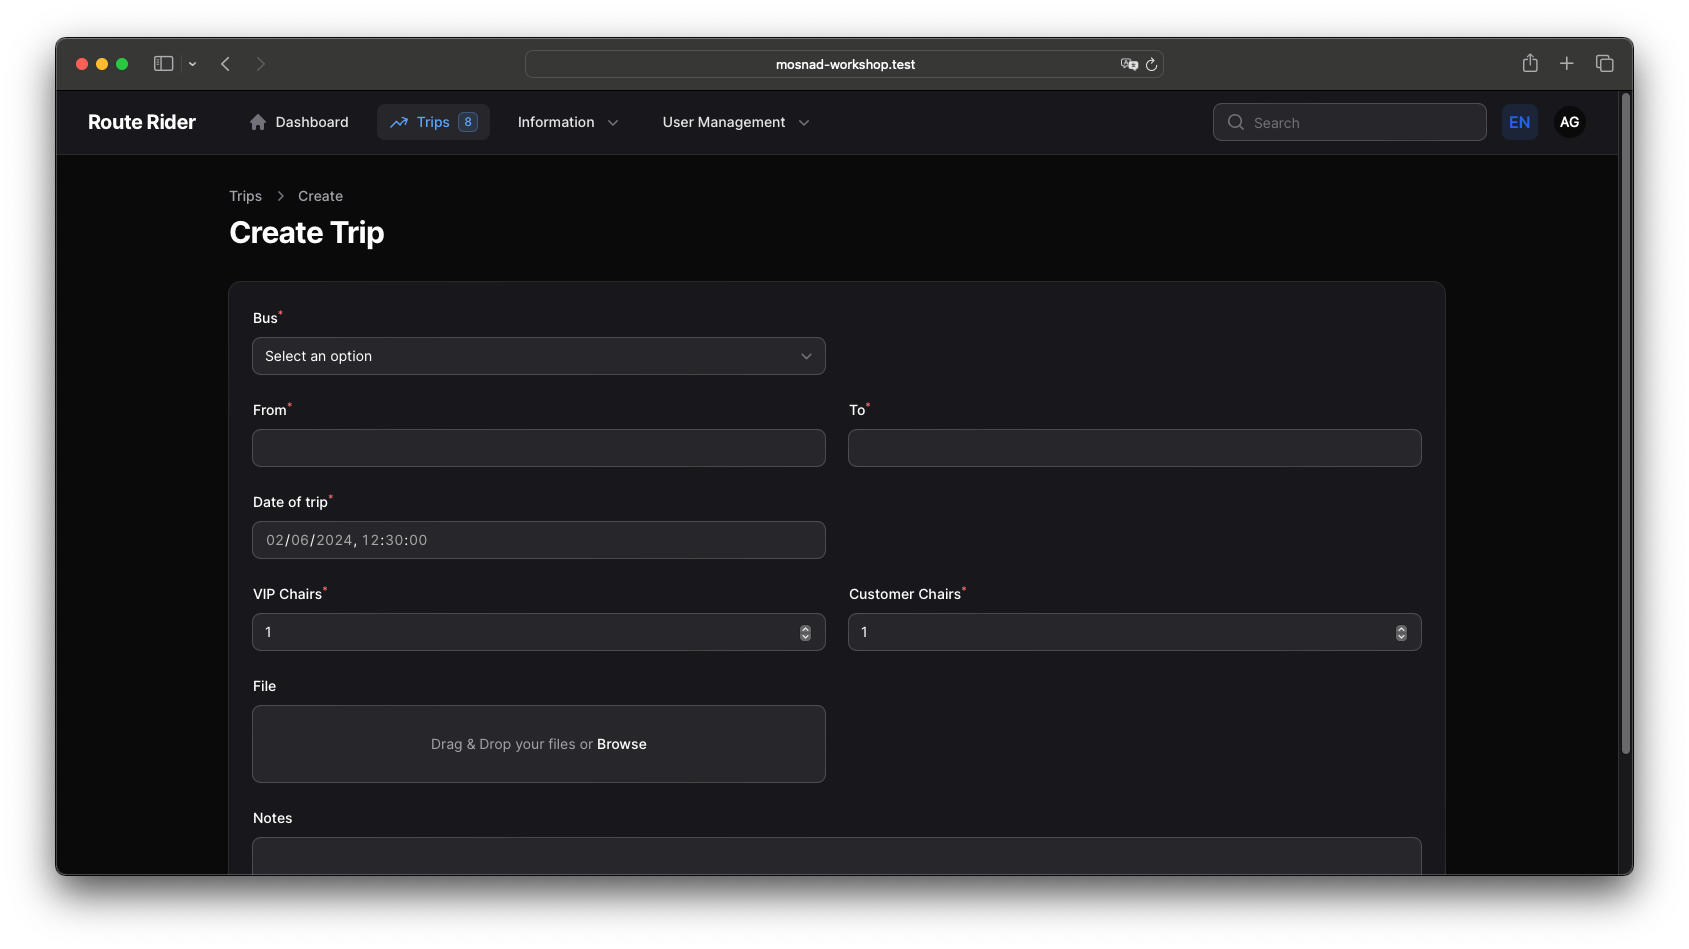 mosnad-workshop.test
Route Rider
Dashboard
Trips 8
Information
User Management
Search
EN
AG
Trips > Create
Create Trip
Bus*
Select an option
From*
To*
Date of trip*
02/06/2024, 12:30:00
VIP Chairs*
Customer Chairs*
1
1
File
Drag & Drop your files or Browse
Notes